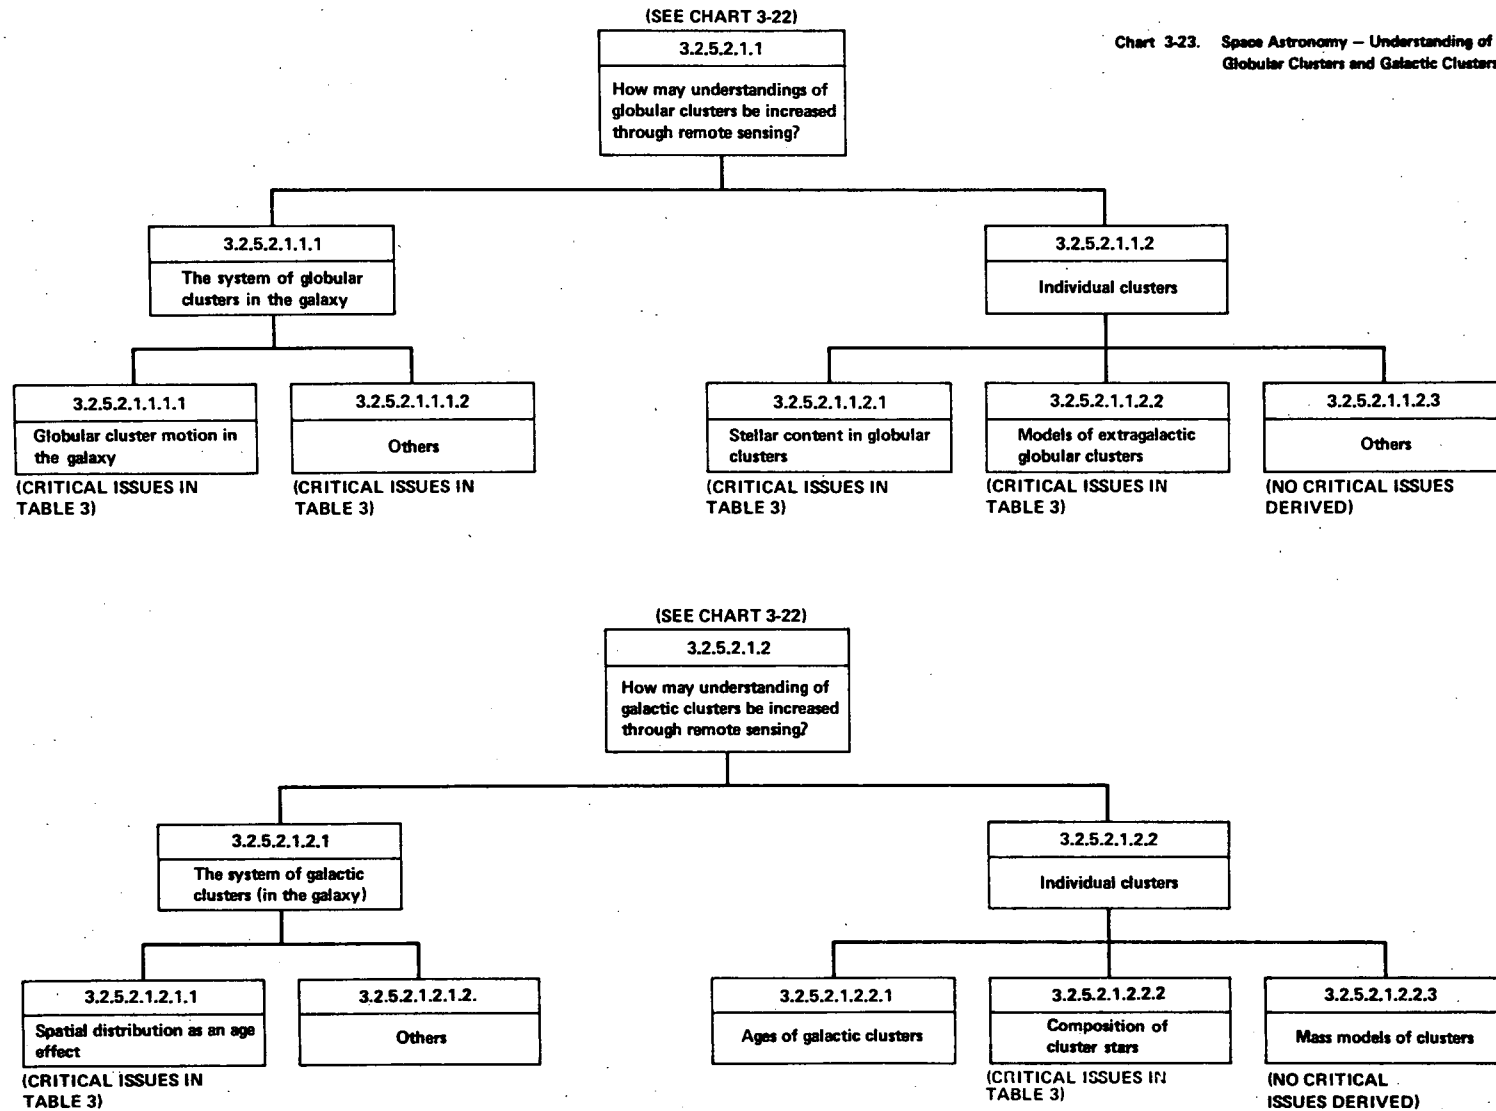 (SEE CHART 3-22)
Chart 3-23. Space Astronomy — Understanding of
Globular Clusters and Galactic Clusters
3.2.5.2.1.1
How may understandings of
globular clusters be increased
through remote sensing?
3.2.5.2.1.1.1
The system of globular
clusters in the galaxy
3.2.5.2.1.1.2
Individual clusters
3.2.5.2.1.1.1.1
Globular cluster motion in
the galaxy
(CRITICAL ISSUES IN
TABLE 3)
3.2.5.2.1.1.1.2
Others
(CRITICAL ISSUES IN
TABLE 3)
3.2.5.2.1.1.2.1
Stellar content in globular
clusters
(CRITICAL ISSUES IN
TABLE 3)
3.2.5.2.1.1.2.2
Models of extragalactic
globular clusters
(CRITICAL ISSUES IN
TABLE 3)
3.2.5.2.1.1.2.3
Others
(NO CRITICAL ISSUES
DERIVED)
(SEE CHART 3-22)
3.2.5.2.1.2
How may understanding of
galactic clusters be increased
through remote sensing?
3.2.5.2.1.2.1
The system of galactic
clusters (in the galaxy)
3.2.5.2.1.2.2
Individual clusters
3.2.5.2.1.2.1.1
Spatial distribution as an age
effect
(CRITICAL ISSUES IN
TABLE 3)
3.2.5.2.1.2.1.2.
Others
3.2.5.2.1.2.2.1
Ages of galactic clusters
3.2.5.2.1.2.2.2
Composition of
cluster stars
(CRITICAL ISSUES IN
TABLE 3)
3.2.5.2.1.2.2.3
Mass models of clusters
(NO CRITICAL
ISSUES DERIVED)